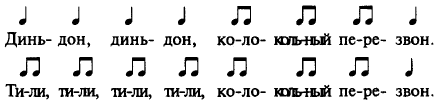 Динь- дон, динь- дон, ко-ло- кольный пе-ре- звон.
Ти-ли, ти-ли, ти-ли, ти-ли, ко-ло- кольный пе-ре- звон.